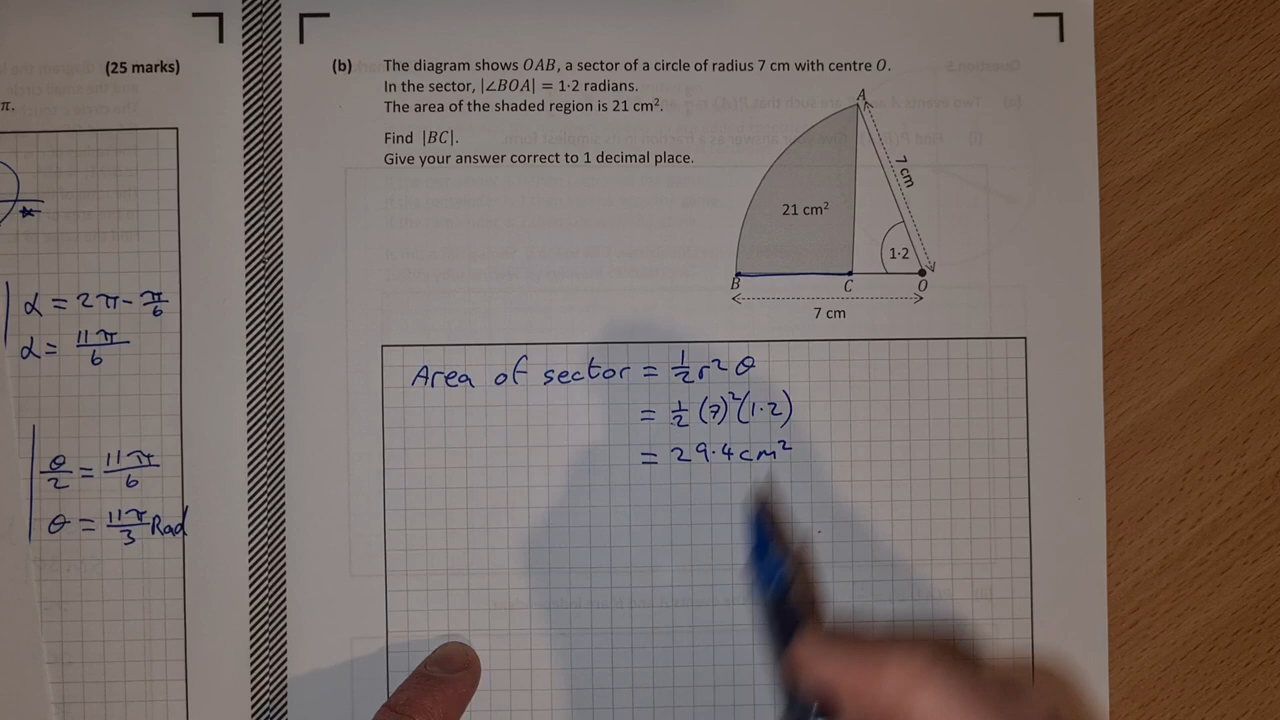 (25 marks)
π.
α = 2π - π/6
α = 11π/6
θ/2 = 11π/6
θ = 11π/3 Rad
(b) The diagram shows OAB, a sector of a circle of radius 7 cm with centre O.
In the sector, |∠BOA| = 1·2 radians.
The area of the shaded region is 21 cm².
Find |BC|.
Give your answer correct to 1 decimal place.
A
7 cm
21 cm²
1·2
B C O
7 cm
Area of sector = 1/2 r² θ
= 1/2 (7)² (1·2)
= 29·4 cm²